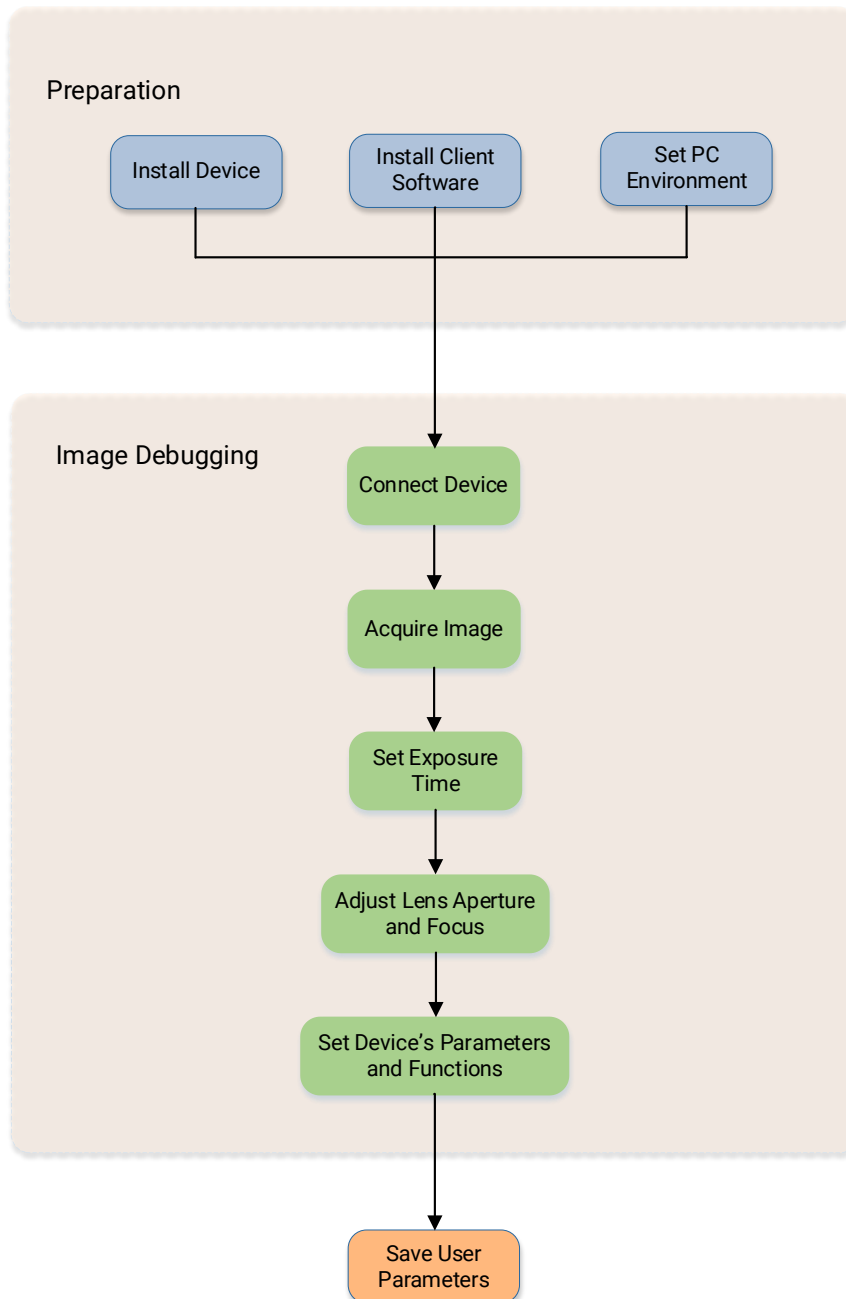 Preparation
Install Device
Install Client
Software
Set PC
Environment
Image Debugging
Connect Device
Acquire Image
Set Exposure
Time
Adjust Lens Aperture
and Focus
Set Device’s Parameters
and Functions
Save User
Parameters